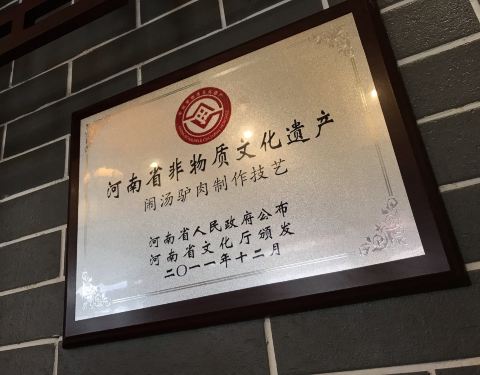 河南省非物质文化遗产
闹汤驴肉制作技艺
河南省人民政府公布
河南省文化厅颁发
二〇一一年十二月